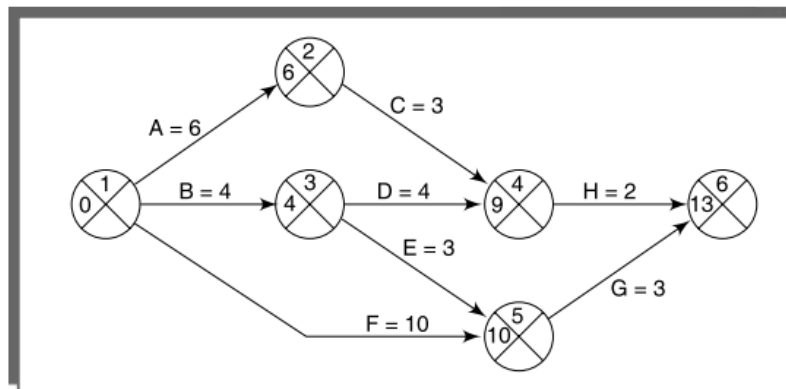 2
6
C = 3
A = 6
1
0
B = 4
3
4
D = 4
4
9
H = 2
6
13
E = 3
G = 3
F = 10
5
10